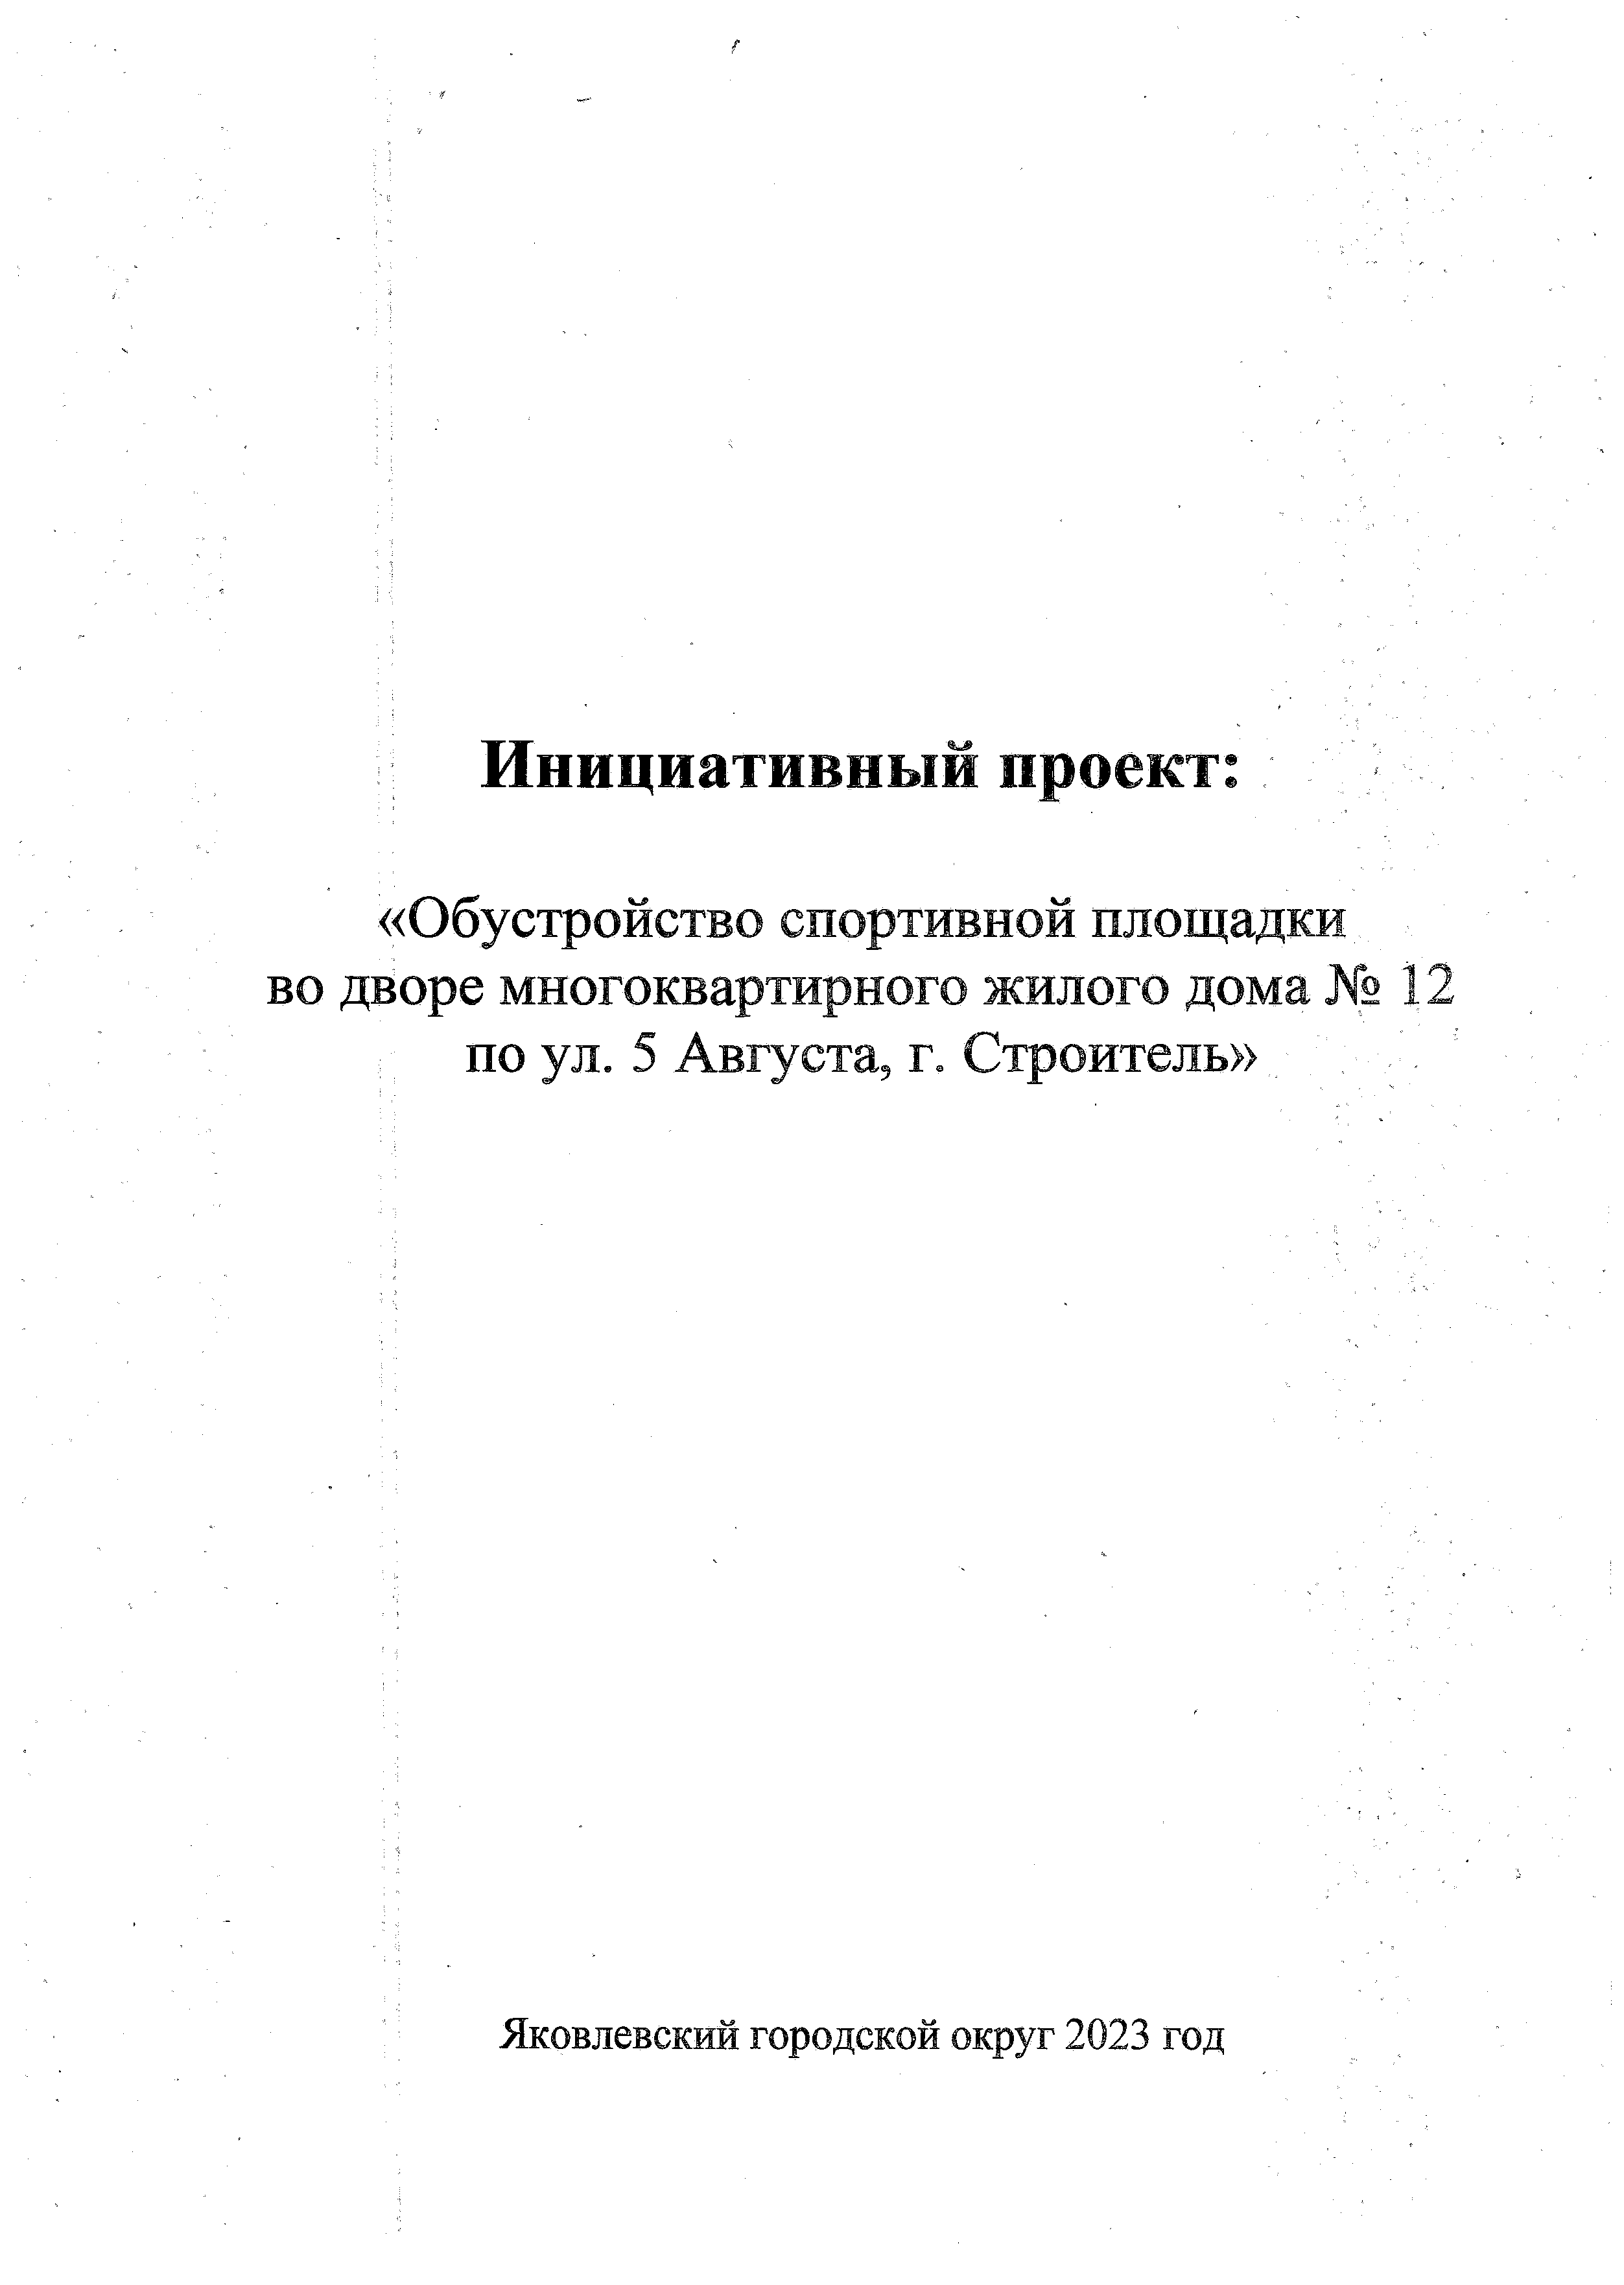 Инициативный проект:
«Обустройство спортивной площадки
во дворе многоквартирного жилого дома № 12
по ул. 5 Августа, г. Строитель»
Яковлевский городской округ 2023 год